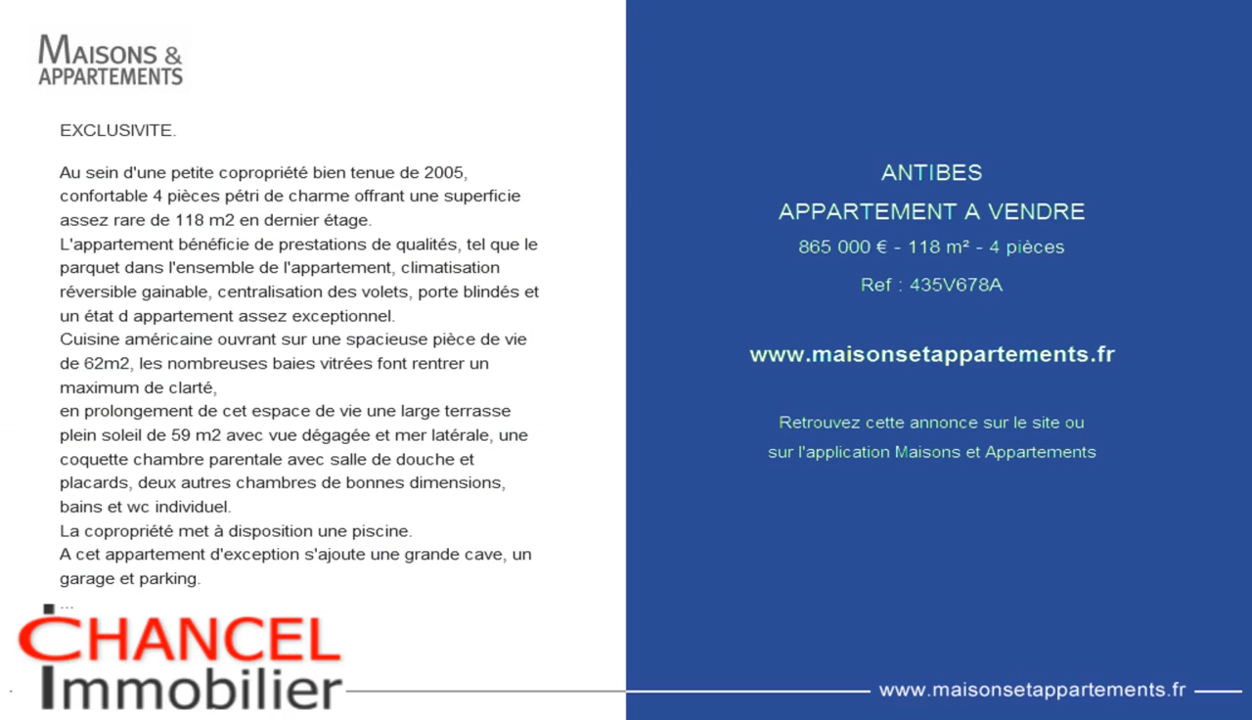 MAISONS &
APPARTEMENTS
EXCLUSIVITE.
Au sein d'une petite copropriété bien tenue de 2005,
confortable 4 pièces pétri de charme offrant une superficie
assez rare de 118 m2 en dernier étage.
L'appartement bénéficie de prestations de qualités, tel que le
parquet dans l'ensemble de l'appartement, climatisation
réversible gainable, centralisation des volets, porte blindés et
un état d appartement assez exceptionnel.
Cuisine américaine ouvrant sur une spacieuse pièce de vie
de 62m2, les nombreuses baies vitrées font rentrer un
maximum de clarté,
en prolongement de cet espace de vie une large terrasse
plein soleil de 59 m2 avec vue dégagée et mer latérale, une
coquette chambre parentale avec salle de douche et
placards, deux autres chambres de bonnes dimensions,
bains et wc individuel.
La copropriété met à disposition une piscine.
A cet appartement d'exception s'ajoute une grande cave, un
garage et parking.
...
CHANCEL
Immobilier
ANTIBES
APPARTEMENT A VENDRE
865 000 € - 118 m² - 4 pièces
Ref : 435V678A
www.maisonsetappartements.fr
Retrouvez cette annonce sur le site ou
sur l'application Maisons et Appartements
www.maisonsetappartements.fr